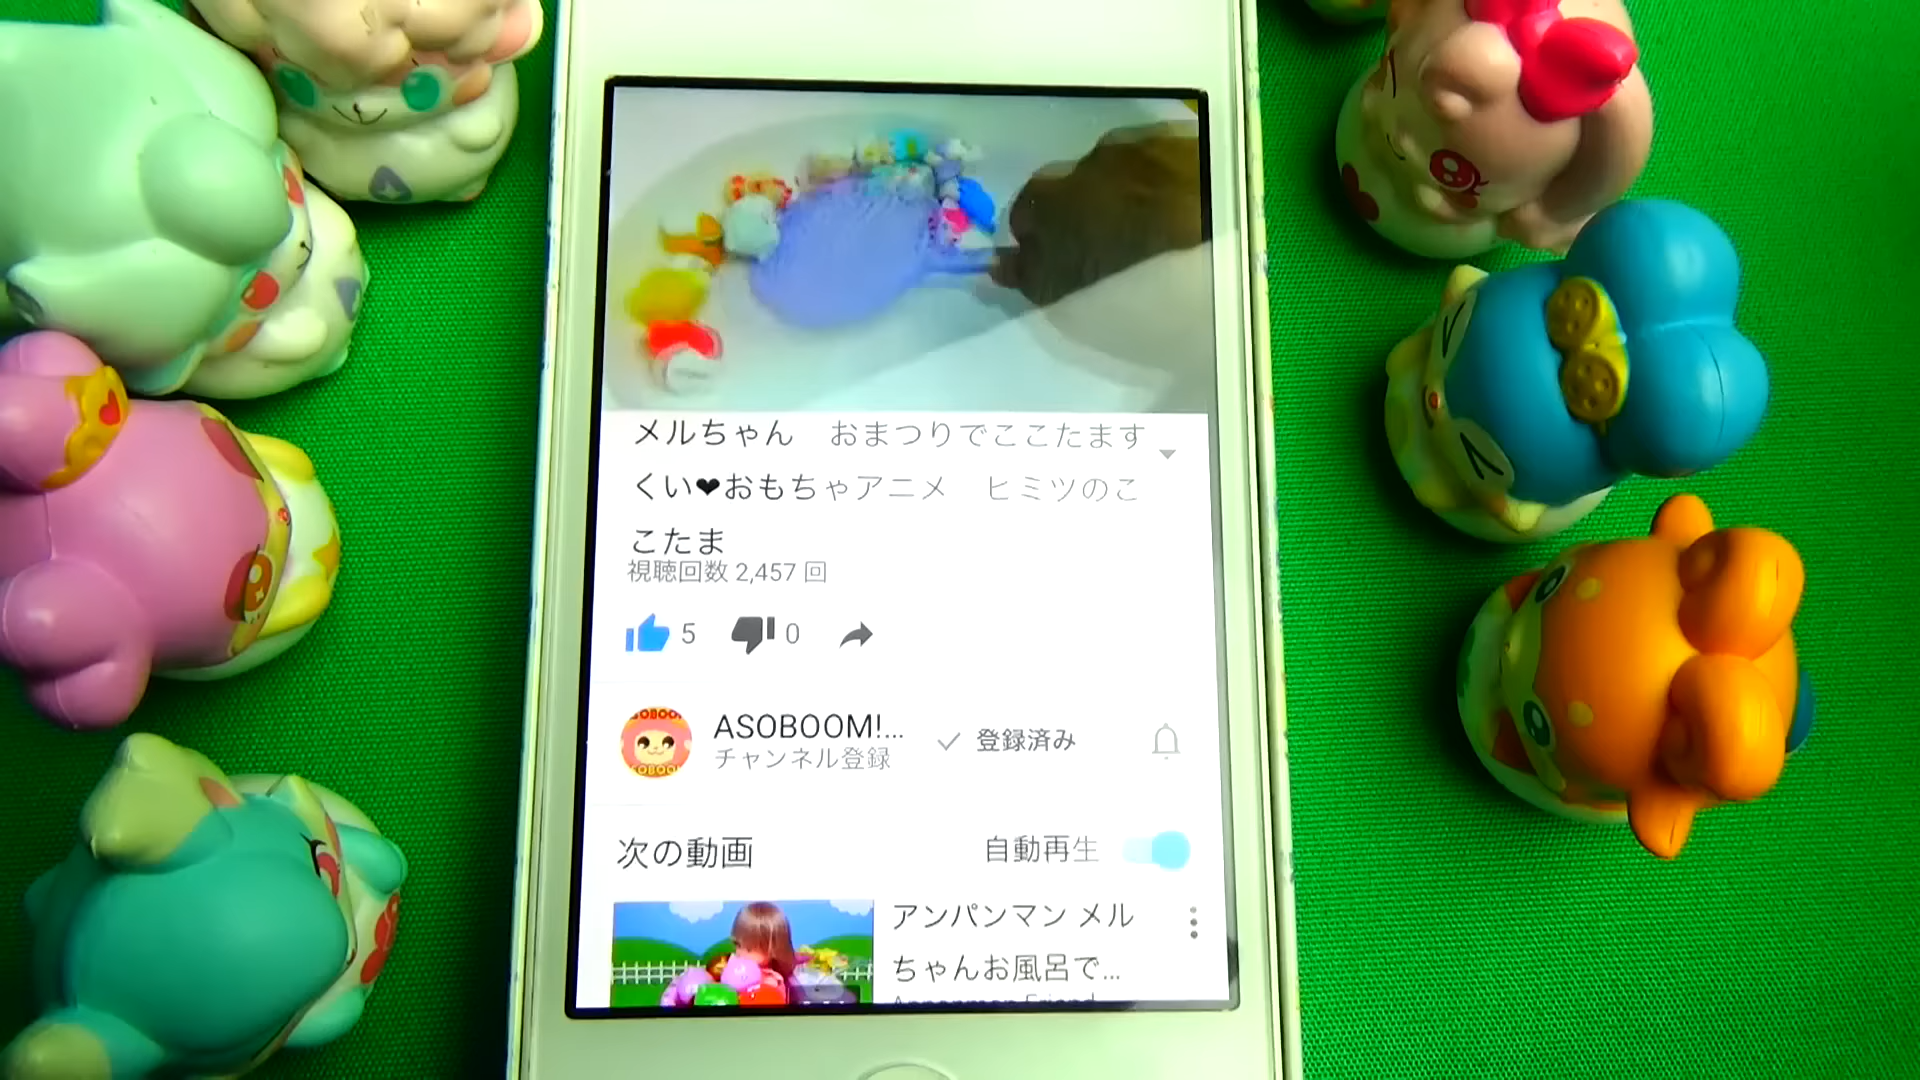 メルちゃん　おまつりでここたます
くい❤おもちゃアニメ　ヒミツのこ
こたま
視聴回数 2,457 回
5 0
ASOBOOM!...
チャンネル登録
登録済み
次の動画
自動再生
アンパンマン メル
ちゃんお風呂で...